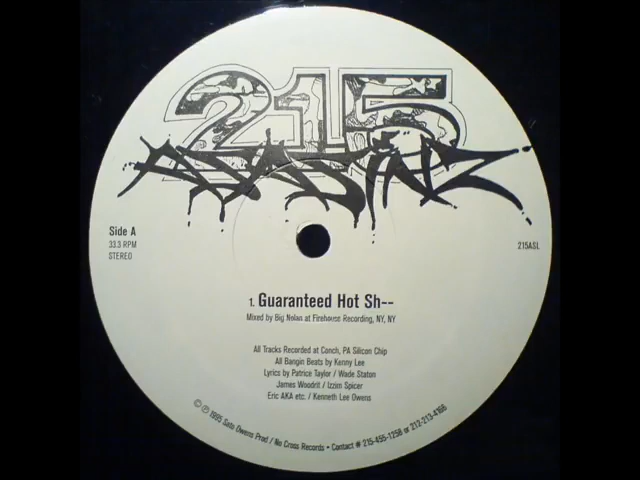 215
Side A
33.3 RPM
STEREO
215ASL
1. Guaranteed Hot Sh--
Mixed by Big Nolan at Firehouse Recording, NY, NY
All Tracks Recorded at Conch, PA Silicon Chip
All Bangin Beats by Kenny Lee
Lyrics by Patrice Taylor / Wade Staton
James Woodrit / Izzim Spicer
Eric AKA etc. / Kenneth Lee Owens
© ℗ 1995 Sato Owens Prod / No Cross Records • Contact # 215-455-1258 or 212-213-4166